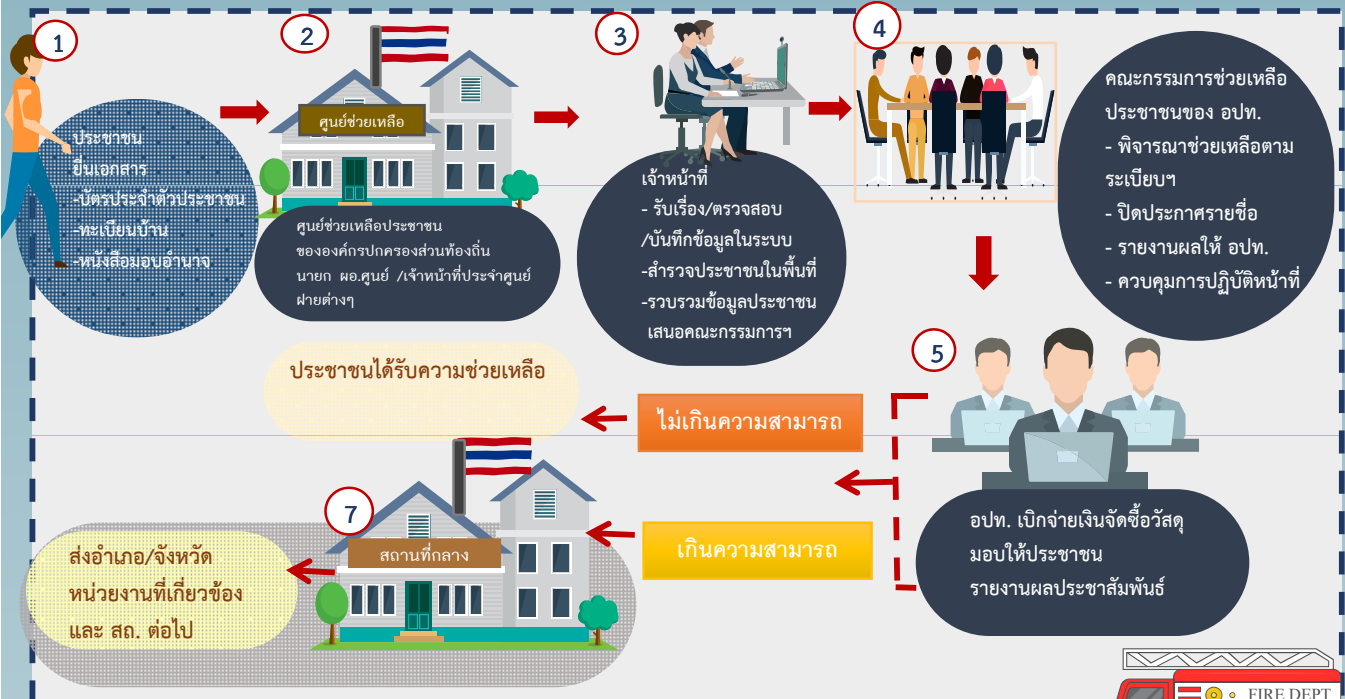 1
ประชาชน
ยื่นเอกสาร
-บัตรประจำตัวประชาชน
-ทะเบียนบ้าน
-หนังสือมอบอำนาจ
2
ศูนย์ช่วยเหลือ
ศูนย์ช่วยเหลือประชาชน
ขององค์กรปกครองส่วนท้องถิ่น
นายก ผอ.ศูนย์ /เจ้าหน้าที่ประจำศูนย์
ฝ่ายต่างๆ
3
เจ้าหน้าที่
- รับเรื่อง/ตรวจสอบ
/บันทึกข้อมูลในระบบ
-สำรวจประชาชนในพื้นที่
-รวบรวมข้อมูลประชาชน
เสนอคณะกรรมการฯ
4
คณะกรรมการช่วยเหลือ
ประชาชนของ อปท.
- พิจารณาช่วยเหลือตาม
ระเบียบฯ
- ปิดประกาศรายชื่อ
- รายงานผลให้ อปท.
- ควบคุมการปฏิบัติหน้าที่
5
อปท. เบิกจ่ายเงินจัดซื้อวัสดุ
มอบให้ประชาชน
รายงานผลประชาสัมพันธ์
ไม่เกินความสามารถ
ประชาชนได้รับความช่วยเหลือ
เกินความสามารถ
7
สถานที่กลาง
ส่งอำเภอ/จังหวัด
หน่วยงานที่เกี่ยวข้อง
และ สถ. ต่อไป
FIRE DEPT